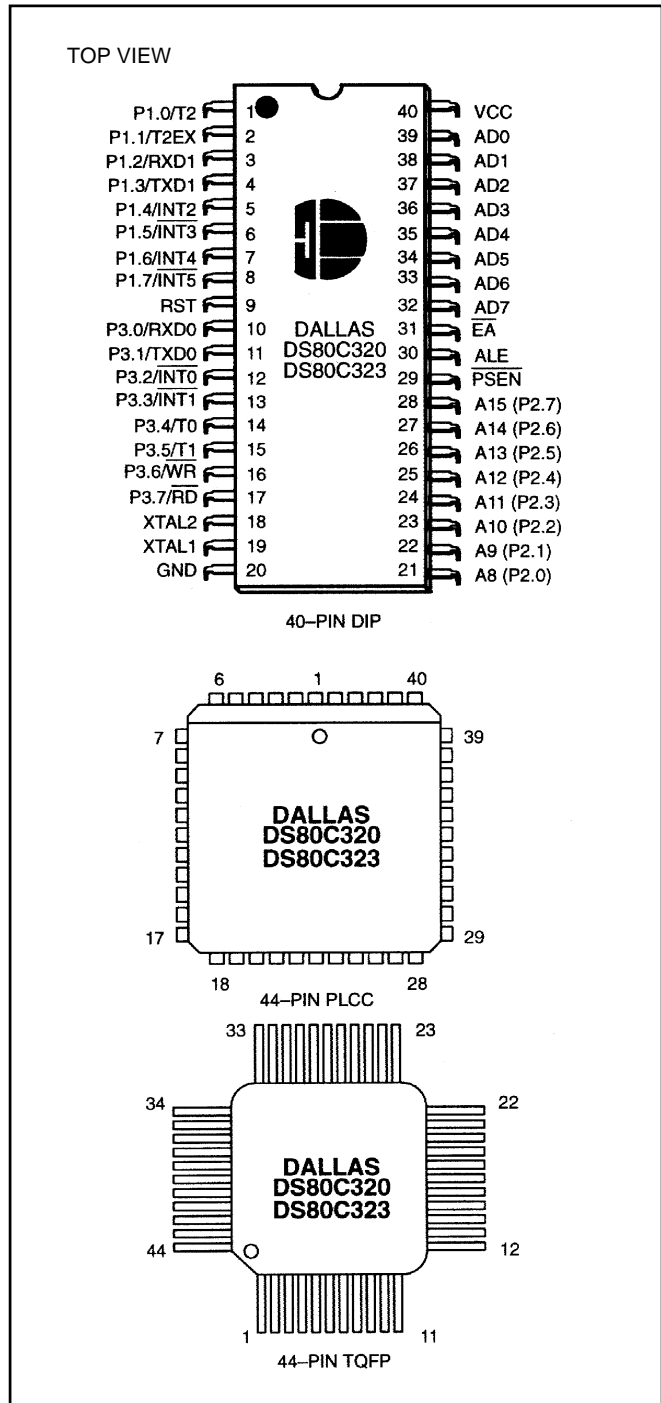 TOP VIEW
P1.0/T2 1 40 VCC
P1.1/T2EX 2 39 AD0
P1.2/RXD1 3 38 AD1
P1.3/TXD1 4 37 AD2
P1.4/INT2 5 36 AD3
P1.5/I̅N̅T̅3̅ 6 35 AD4
P1.6/INT4 7 34 AD5
P1.7/I̅N̅T̅5̅ 8 33 AD6
RST 9 32 AD7
P3.0/RXD0 10 31 E̅A̅
P3.1/TXD0 11 30 ALE
P3.2/I̅N̅T̅0̅ 12 29 P̅S̅E̅N̅
P3.3/I̅N̅T̅1̅ 13 28 A15 (P2.7)
P3.4/T0 14 27 A14 (P2.6)
P3.5/T1 15 26 A13 (P2.5)
P3.6/W̅R̅ 16 25 A12 (P2.4)
P3.7/R̅D̅ 17 24 A11 (P2.3)
XTAL2 18 23 A10 (P2.2)
XTAL1 19 22 A9 (P2.1)
GND 20 21 A8 (P2.0)
DALLAS
DS80C320
DS80C323
40–PIN DIP
6 1 40
7 39
DALLAS
DS80C320
DS80C323
17 29
18 28
44–PIN PLCC
33 23
34 22
DALLAS
DS80C320
DS80C323
44 12
1 11
44–PIN TQFP